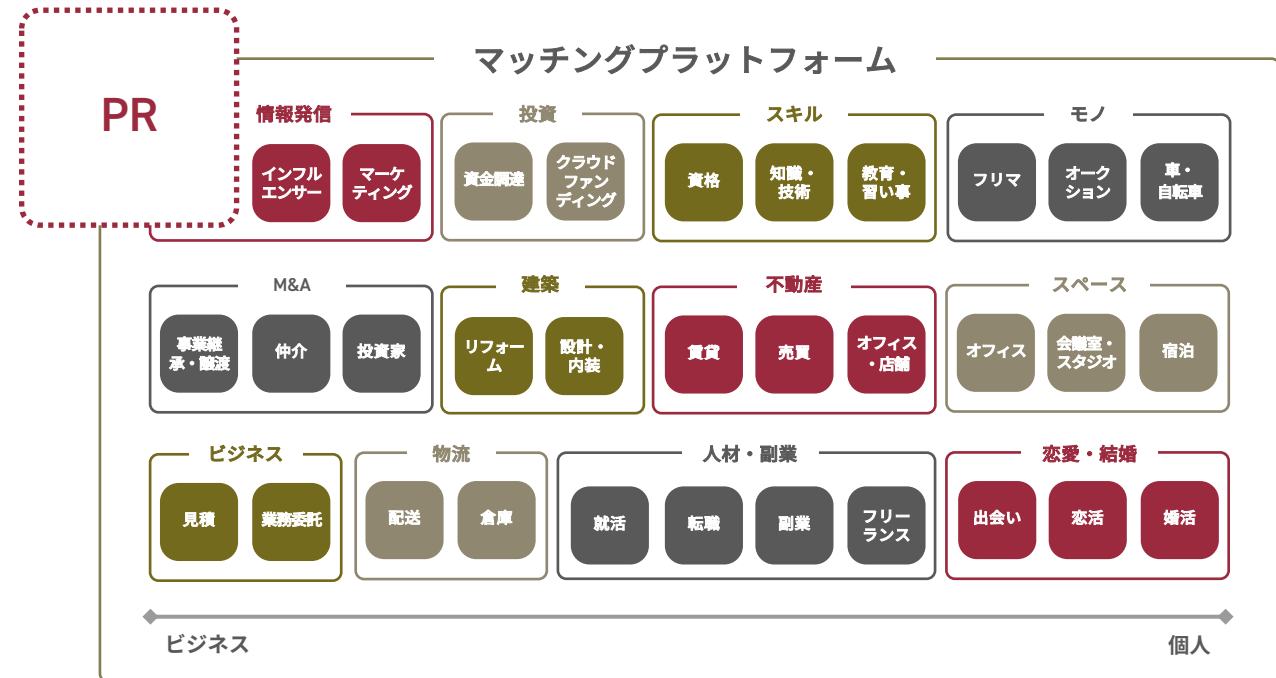 マッチングプラットフォーム
PR
情報発信
インフル
エンサー
マーケ
ティング
投資
資金調達
クラウド
ファン
ディング
スキル
資格
知識・
技術
教育・
習い事
モノ
フリマ
オーク
ション
車・
自転車
M&A
事業継
承・譲渡
仲介
投資家
建築
リフォー
ム
設計・
内装
不動産
賃貸
売買
オフィス
・店舗
スペース
オフィス
会議室・
スタジオ
宿泊
ビジネス
見積
業務委託
物流
配送
倉庫
人材・副業
就活
転職
副業
フリー
ランス
恋愛・結婚
出会い
恋活
婚活
ビジネス
個人